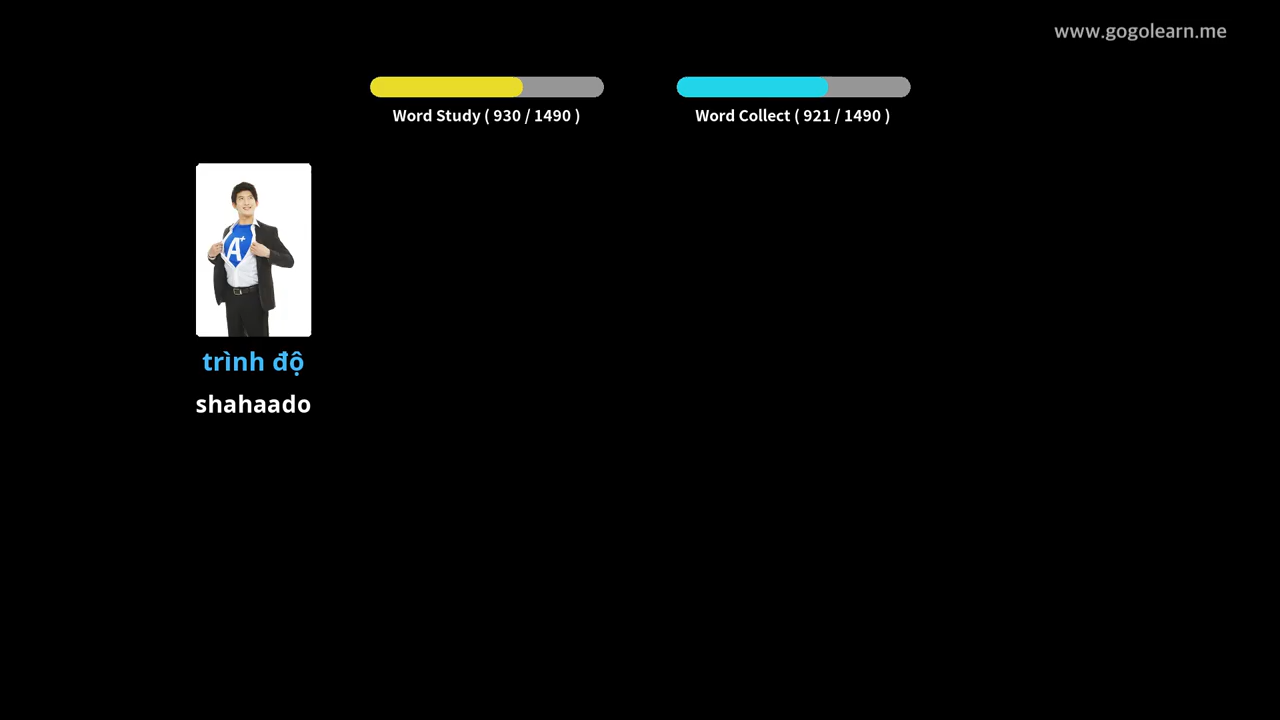 www.gogolearn.me
Word Study ( 930 / 1490 )
Word Collect ( 921 / 1490 )
A+
trình độ
shahaado